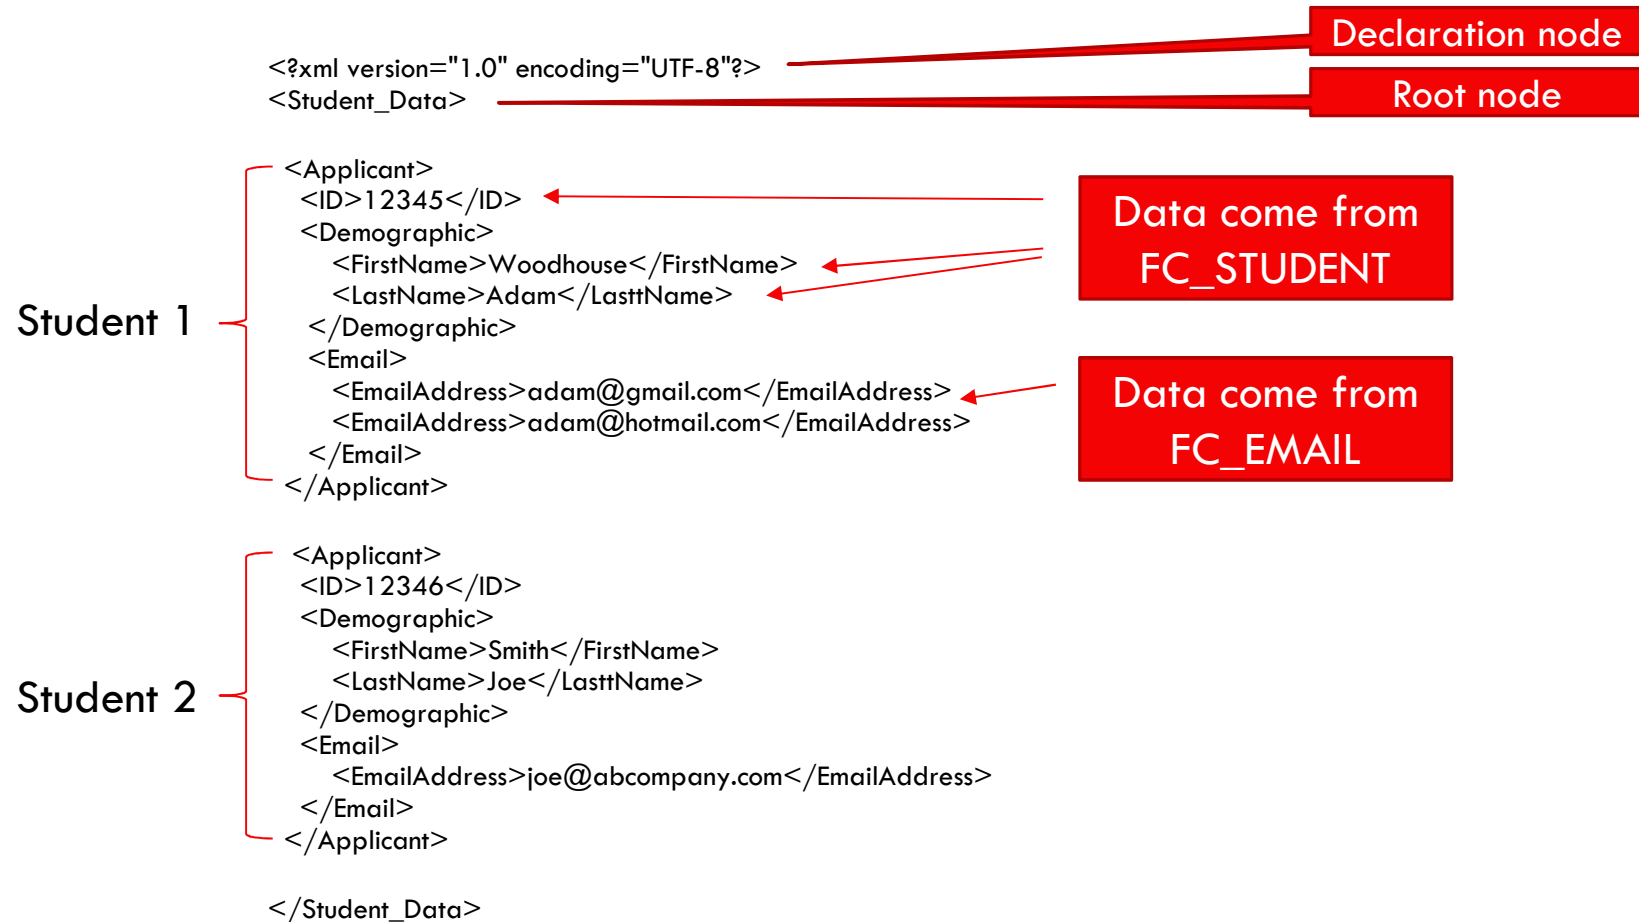 Declaration node
<?xml version="1.0" encoding="UTF-8"?>
<Student_Data>
Root node
Student 1
<Applicant>
<ID>12345</ID>
<Demographic>
<FirstName>Woodhouse</FirstName>
<LastName>Adam</LasttName>
</Demographic>
<Email>
<EmailAddress>adam@gmail.com</EmailAddress>
<EmailAddress>adam@hotmail.com</EmailAddress>
</Email>
</Applicant>
Data come from
FC_STUDENT
Data come from
FC_EMAIL
Student 2
<Applicant>
<ID>12346</ID>
<Demographic>
<FirstName>Smith</FirstName>
<LastName>Joe</LasttName>
</Demographic>
<Email>
<EmailAddress>joe@abcompany.com</EmailAddress>
</Email>
</Applicant>
</Student_Data>